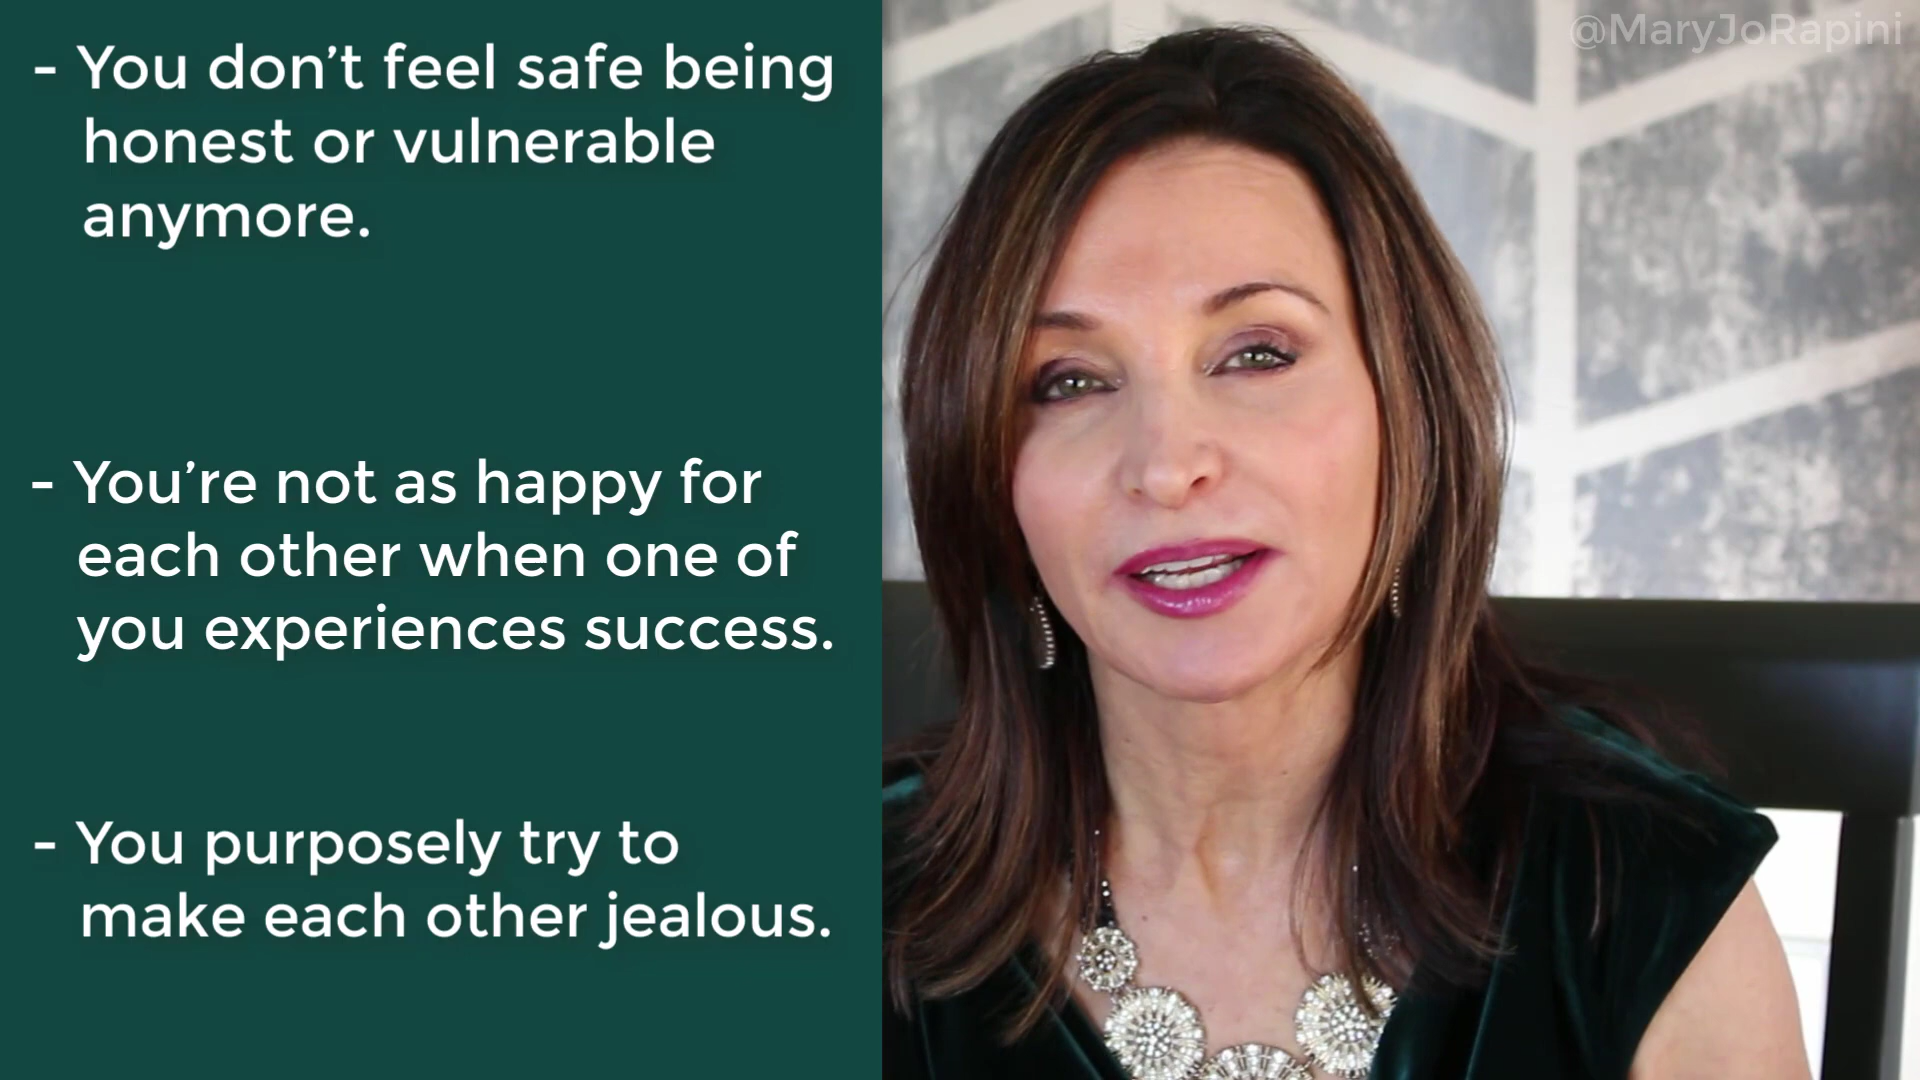 - You don’t feel safe being
honest or vulnerable
anymore.
- You’re not as happy for
each other when one of
you experiences success.
- You purposely try to
make each other jealous.
@MaryJoRapini